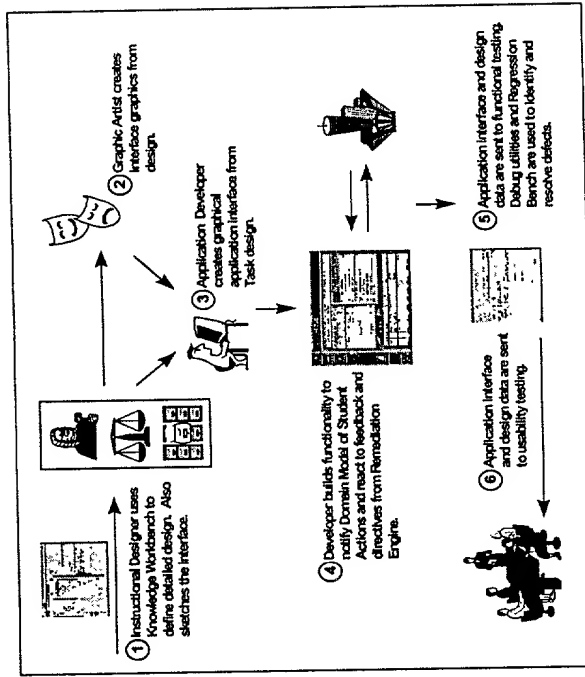 ① Instructional Designer uses
Knowledge Workbench to
define detailed design. Also
sketches the interface.
② Graphic Artist creates
Interface graphics from
design.
③ Application Developer
creates graphical
application interface from
Task design.
④ Developer builds functionality to
notify Domain Model of Student
Actions and react to feedback and
directives from Remediation
Engine.
⑤ Application Interface and design
data are sent to functional testing.
Debug utilities and Regression
Bench are used to identify and
resolve defects.
⑥ Application Interface
and design data are sent
to usability testing.